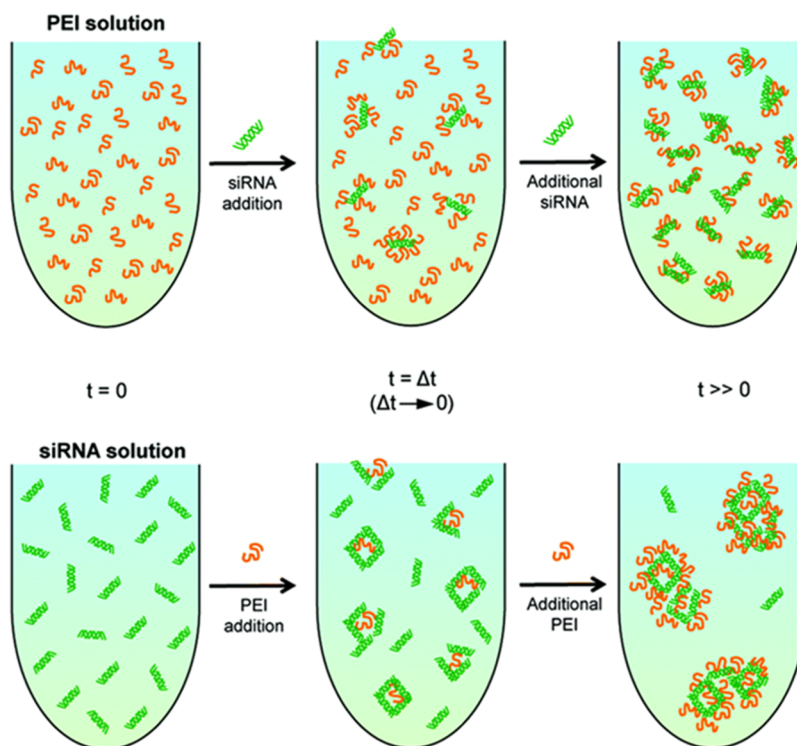 PEI solution
siRNA
addition
Additional
siRNA
t = 0
t = Δt
(Δt → 0)
t >> 0
siRNA solution
PEI
addition
Additional
PEI